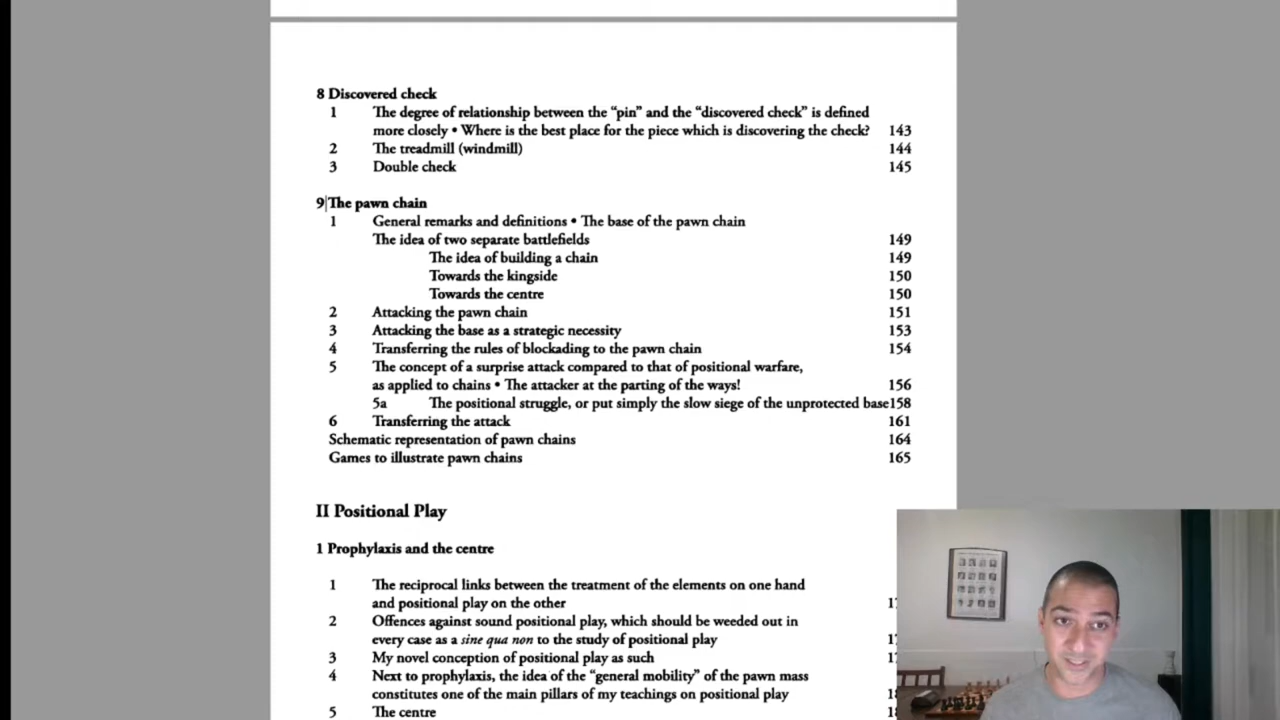 8 Discovered check
1 The degree of relationship between the “pin” and the “discovered check” is defined
more closely • Where is the best place for the piece which is discovering the check? 143
2 The treadmill (windmill) 144
3 Double check 145
9 The pawn chain
1 General remarks and definitions • The base of the pawn chain
The idea of two separate battlefields 149
The idea of building a chain 149
Towards the kingside 150
Towards the centre 150
2 Attacking the pawn chain 151
3 Attacking the base as a strategic necessity 153
4 Transferring the rules of blockading to the pawn chain 154
5 The concept of a surprise attack compared to that of positional warfare,
as applied to chains • The attacker at the parting of the ways! 156
5a The positional struggle, or put simply the slow siege of the unprotected base 158
6 Transferring the attack 161
Schematic representation of pawn chains 164
Games to illustrate pawn chains 165
II Positional Play
1 Prophylaxis and the centre
1 The reciprocal links between the treatment of the elements on one hand
and positional play on the other
2 Offences against sound positional play, which should be weeded out in
every case as a sine qua non to the study of positional play
3 My novel conception of positional play as such
4 Next to prophylaxis, the idea of the “general mobility” of the pawn mass
constitutes one of the main pillars of my teachings on positional play
5 The centre